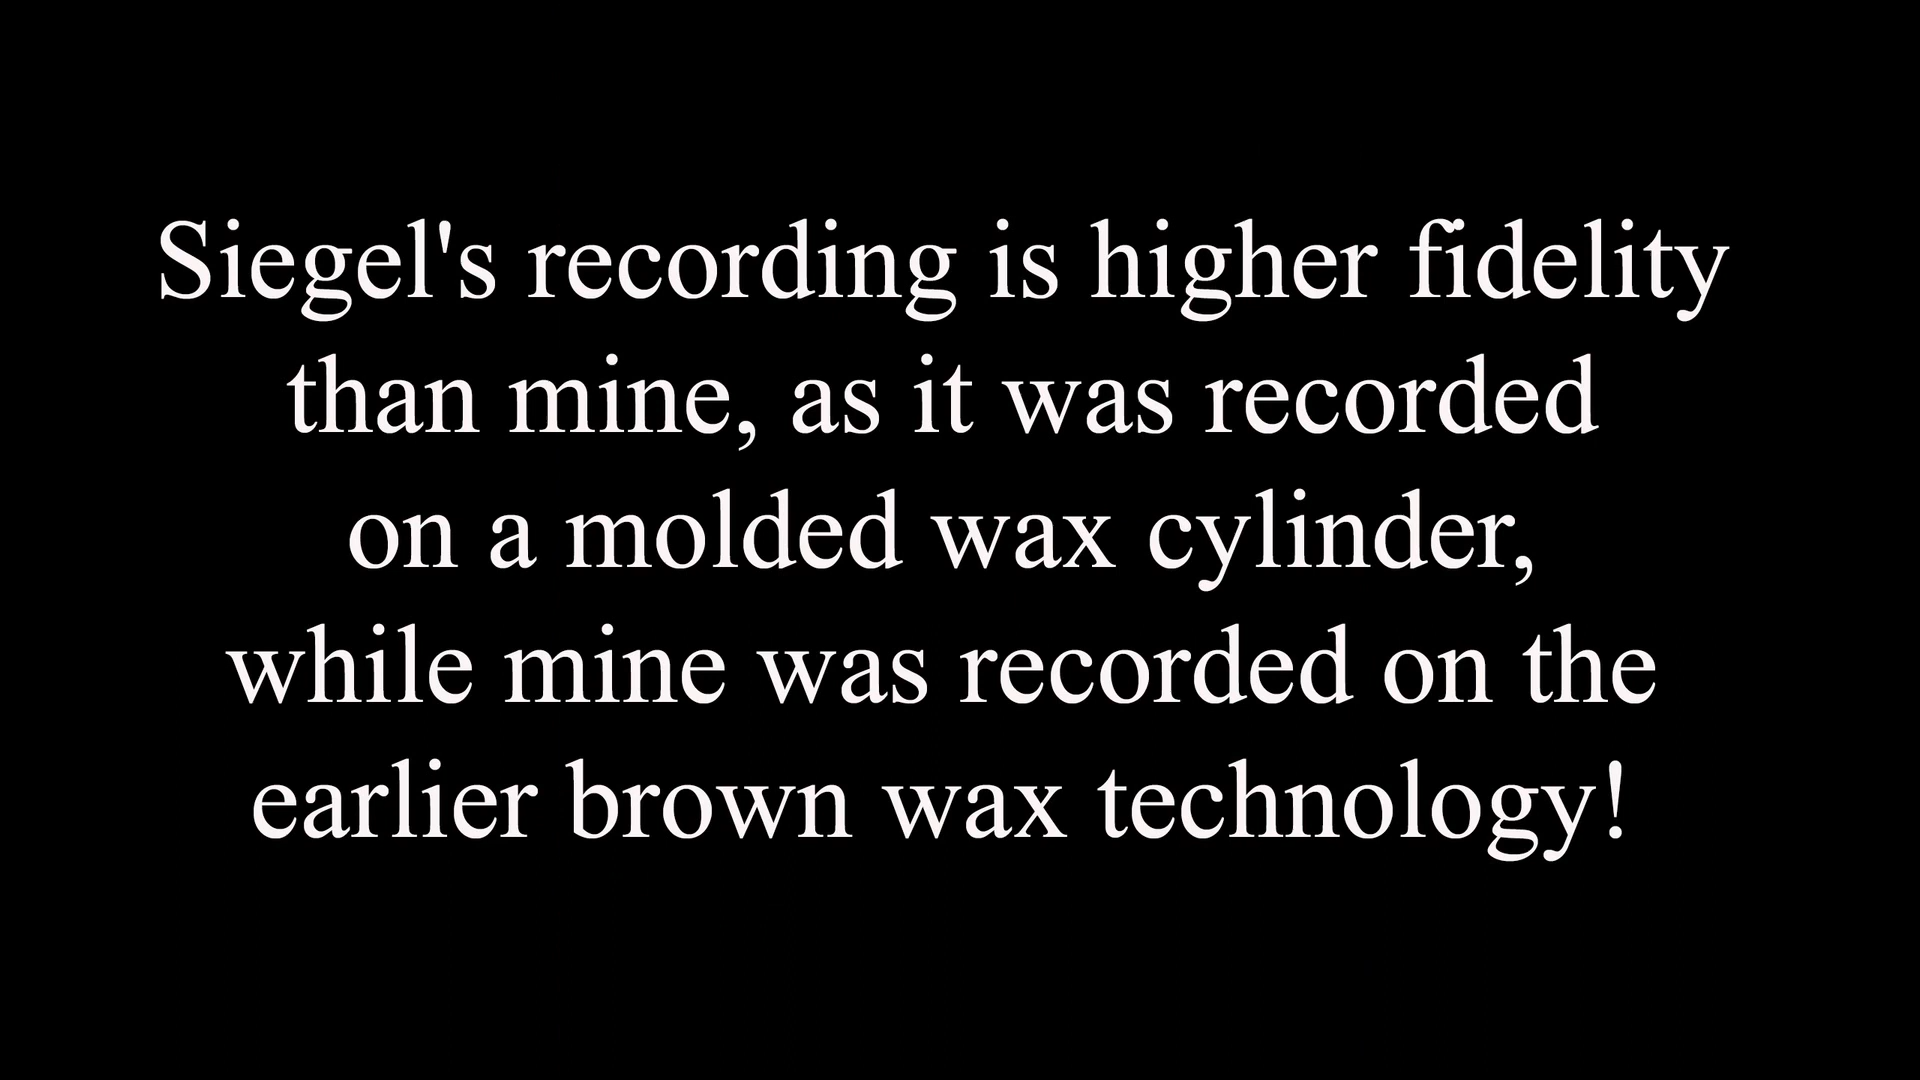 Siegel's recording is higher fidelity
than mine, as it was recorded
on a molded wax cylinder,
while mine was recorded on the
earlier brown wax technology!